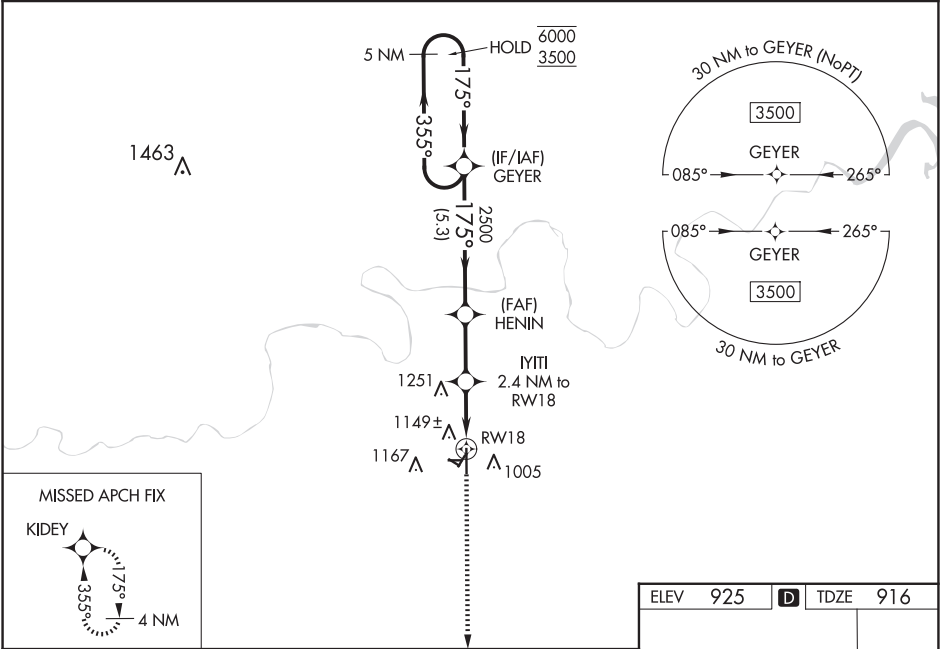 6000
5 NM
HOLD
3500
175°
355°
1463
(IF/IAF)
GEYER
2500
175°
(5.3)
(FAF)
HENIN
IYITI
1251
2.4 NM to
RW18
1149±
RW18
1167
1005
30 NM to GEYER (NoPT)
3500
GEYER
085°
265°
085°
265°
GEYER
3500
30 NM to GEYER
MISSED APCH FIX
KIDEY
175°
355°
4 NM
ELEV 925 D TDZE 916